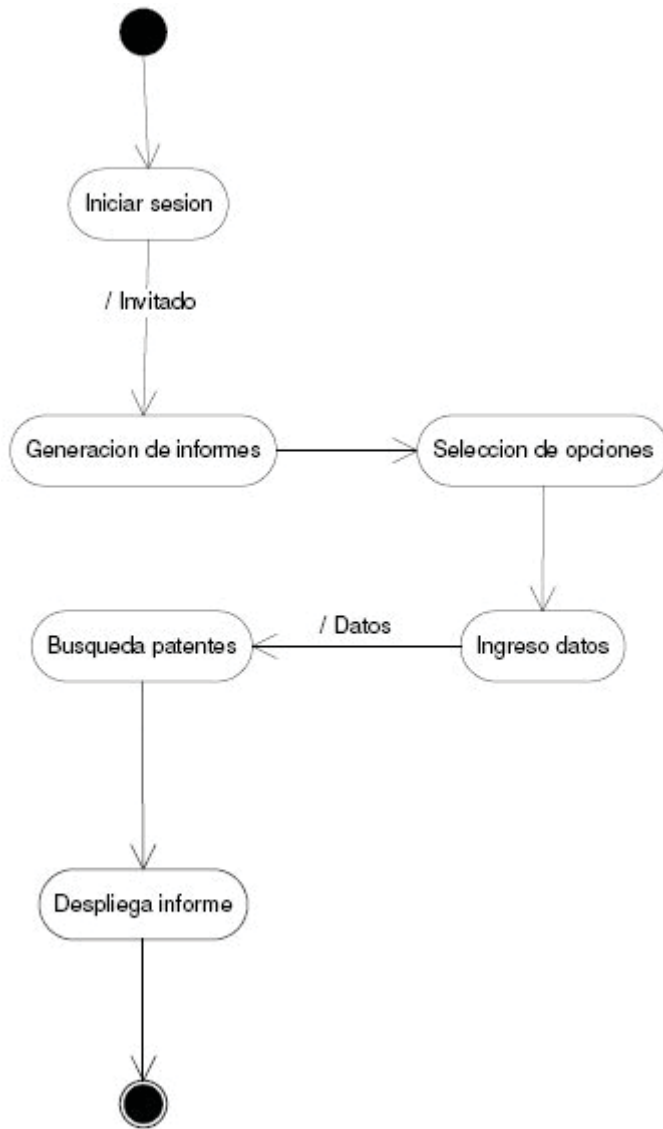 Iniciar sesion
/ Invitado
Generacion de informes
Seleccion de opciones
Busqueda patentes
/ Datos
Ingreso datos
Despliega informe